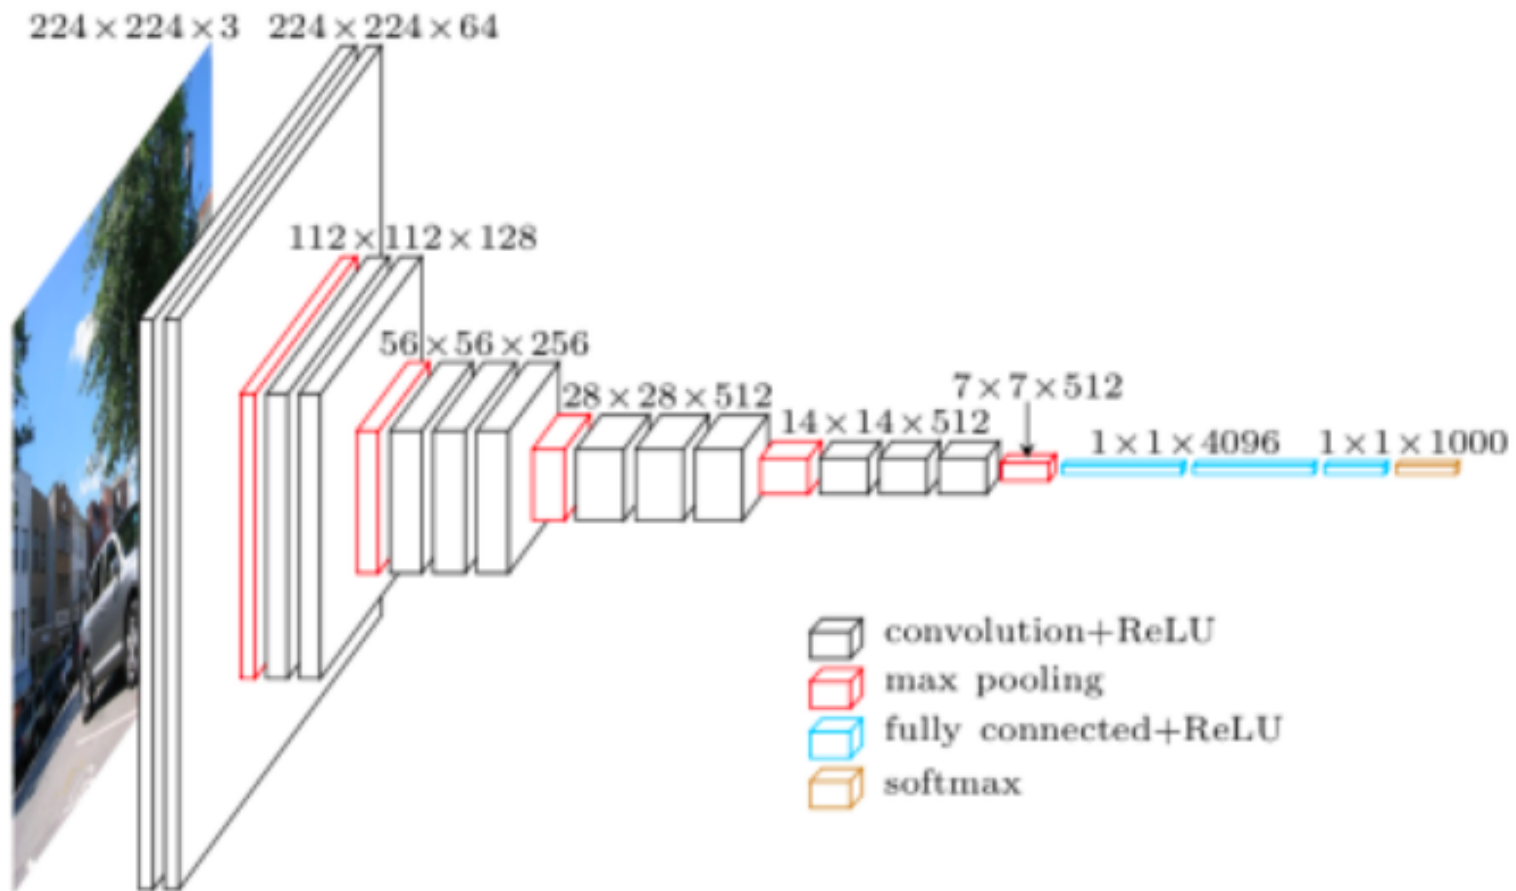 224×224×3
224×224×64
112×112×128
56×56×256
28×28×512
14×14×512
7×7×512
1×1×4096
1×1×1000
convolution+ReLU
max pooling
fully connected+ReLU
softmax